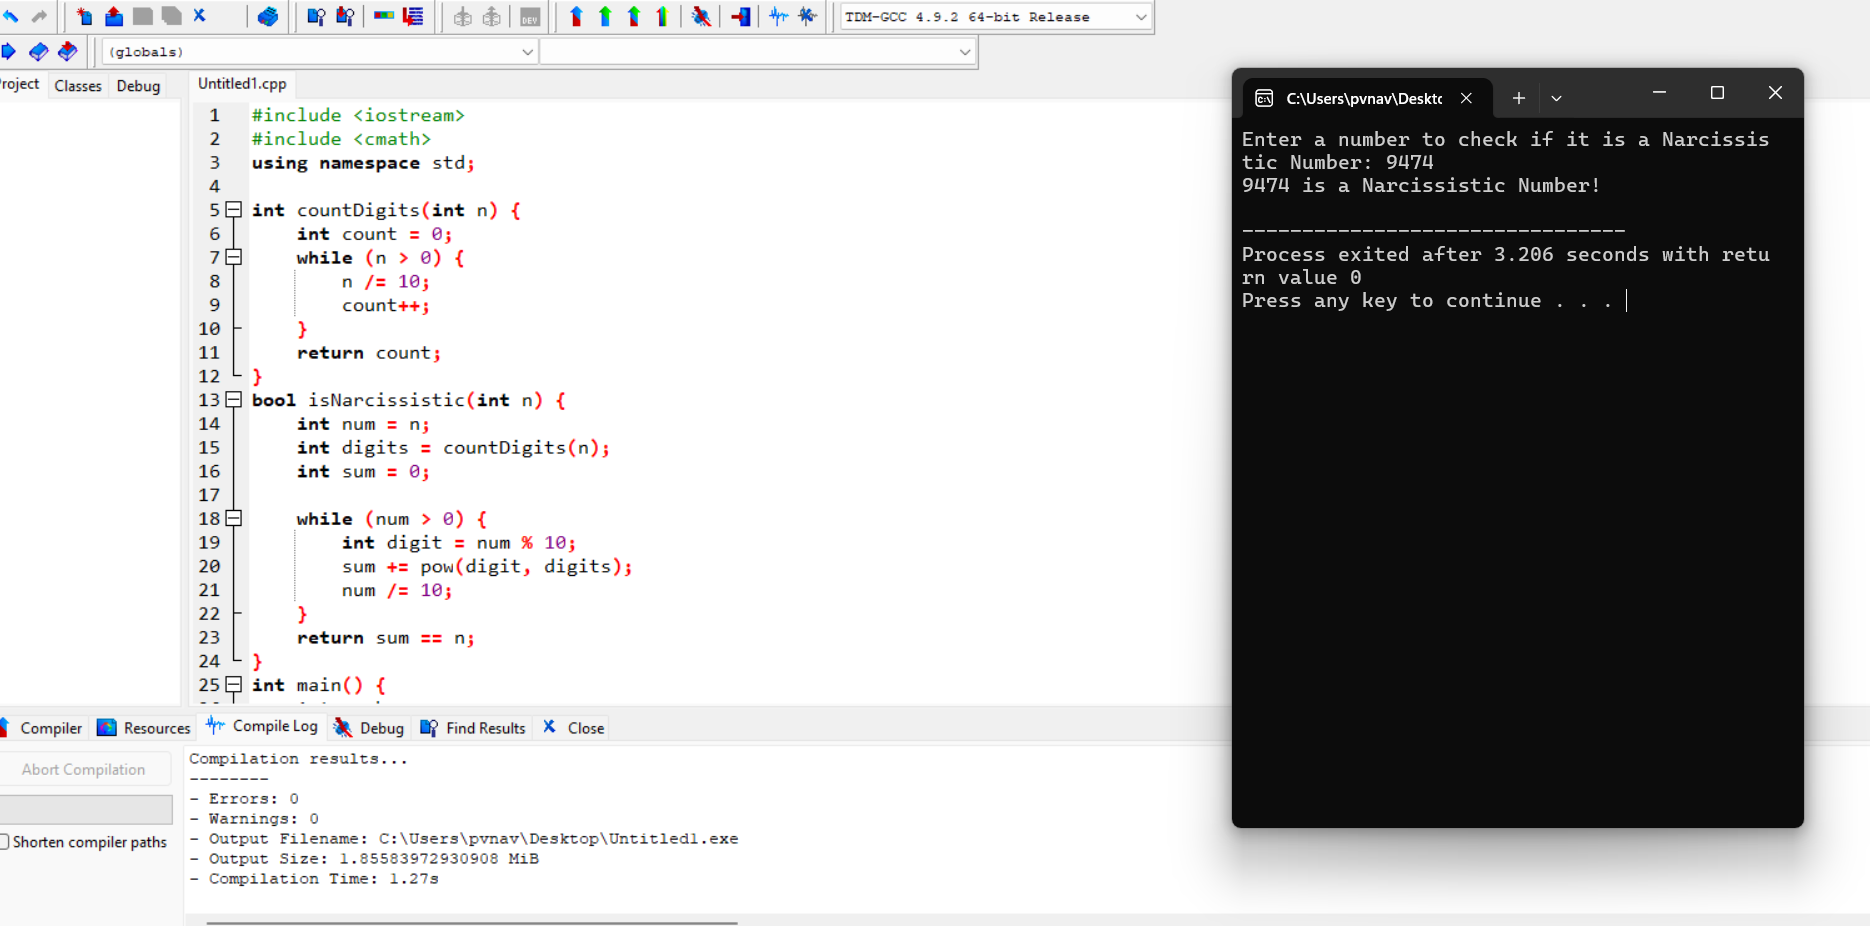 TDM-GCC 4.9.2 64-bit Release
(globals)
roject Classes Debug
Untitled1.cpp
1 #include <iostream>
2 #include <cmath>
3 using namespace std;
4
5 int countDigits(int n) {
6 int count = 0;
7 while (n > 0) {
8 n /= 10;
9 count++;
10 }
11 return count;
12 }
13 bool isNarcissistic(int n) {
14 int num = n;
15 int digits = countDigits(n);
16 int sum = 0;
17
18 while (num > 0) {
19 int digit = num % 10;
20 sum += pow(digit, digits);
21 num /= 10;
22 }
23 return sum == n;
24 }
25 int main() {
Compiler Resources Compile Log Debug Find Results Close
Abort Compilation
Shorten compiler paths
Compilation results...
--------
- Errors: 0
- Warnings: 0
- Output Filename: C:\Users\pvnav\Desktop\Untitled1.exe
- Output Size: 1.85583972930908 MiB
- Compilation Time: 1.27s
C:\Users\pvnav\Deskto
Enter a number to check if it is a Narcissis
tic Number: 9474
9474 is a Narcissistic Number!
--------------------------------
Process exited after 3.206 seconds with retu
rn value 0
Press any key to continue . . .